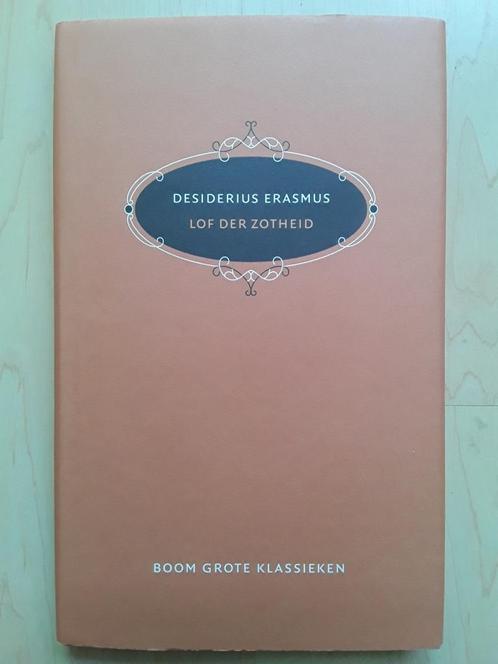 DESIDERIUS ERASMUS
LOF DER ZOTHEID
BOOM GROTE KLASSIEKEN